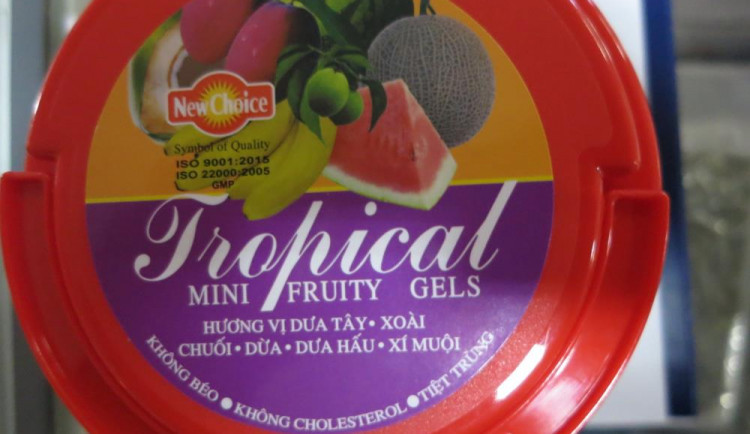 New Choice
Symbol of Quality
ISO 9001:2015
ISO 22000:2005
GMP
Tropical
MINI FRUITY GELS
HƯƠNG VỊ DƯA TÂY • XOÀI
CHUỐI • DỪA • DƯA HẤU • XÍ MUỘI
KHÔNG BÉO • KHÔNG CHOLESTEROL • TIỆT TRÙNG